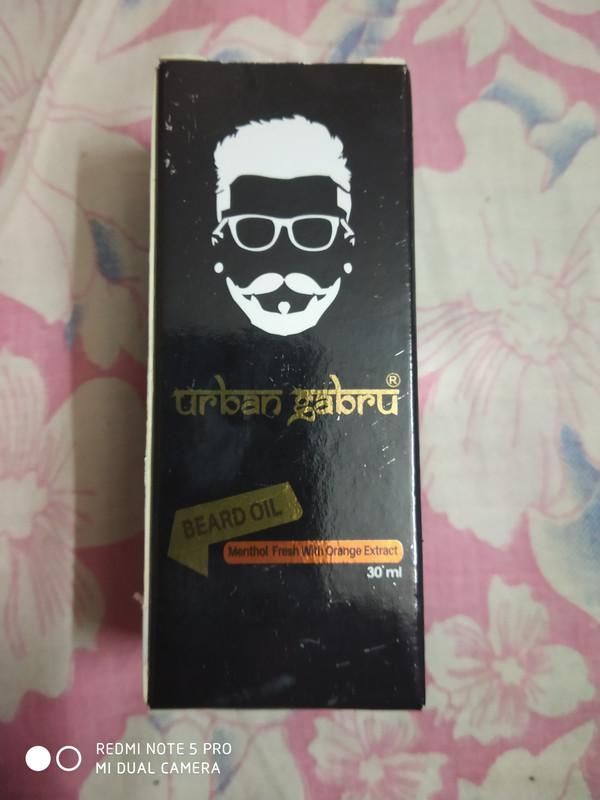 urban gabru®
BEARD OIL
Menthol Fresh With Orange Extract
30 ml
REDMI NOTE 5 PRO
MI DUAL CAMERA